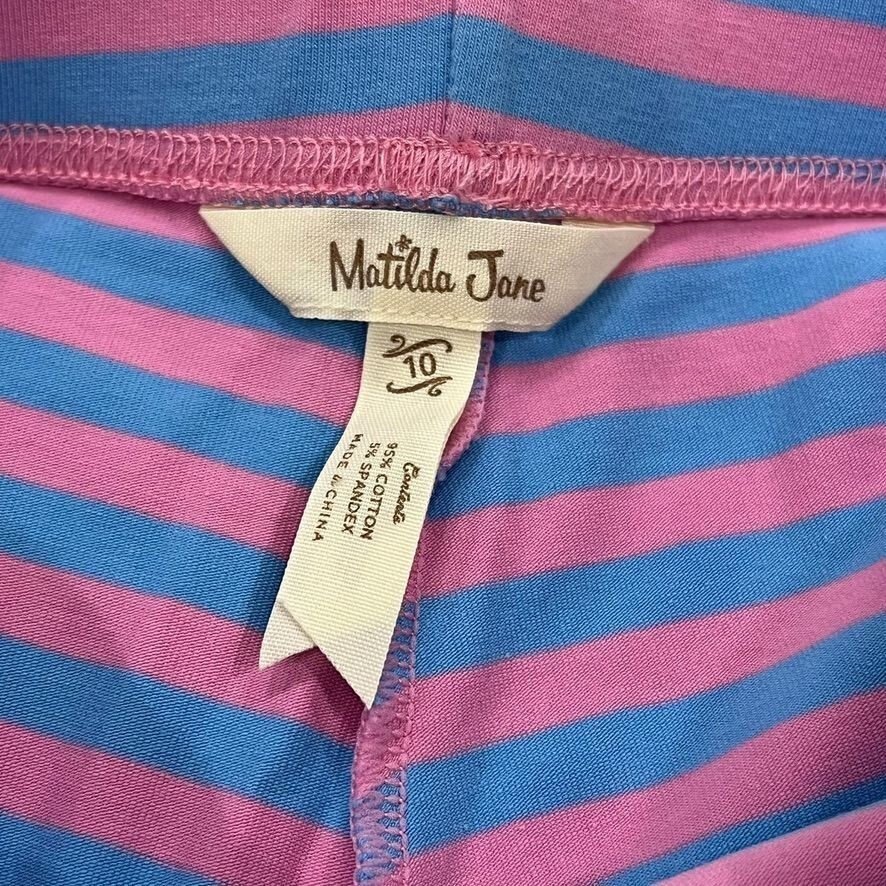 Matilda Jane
10
Contents
95% COTTON
5% SPANDEX
MADE in CHINA